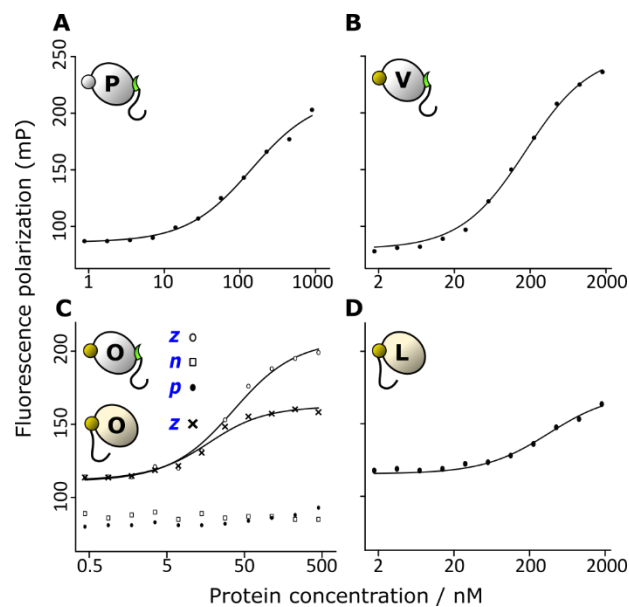 A
B
P
V
250
200
150
100
1
10
100
1000
2
20
200
2000
Fluorescence polarization (mP)
C
D
O
z
n
p
O
z
L
200
150
100
0.5
5
50
500
2
20
200
2000
Protein concentration / nM